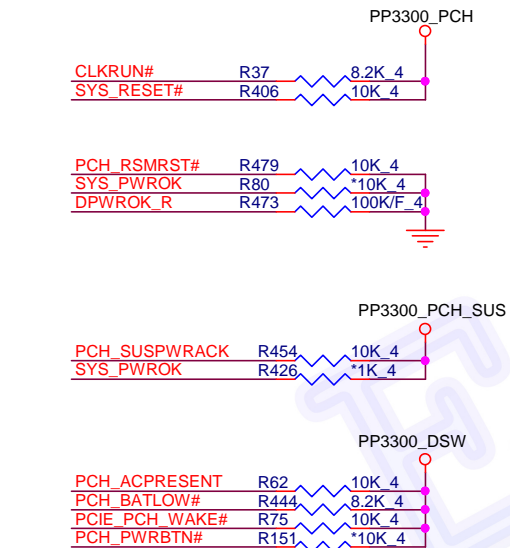 PP3300_PCH
CLKRUN# R37 8.2K_4
SYS_RESET# R406 10K_4
PCH_RSMRST# R479 10K_4
SYS_PWROK R80 *10K_4
DPWROK_R R473 100K/F_4
PP3300_PCH_SUS
PCH_SUSPWRACK R454 10K_4
SYS_PWROK R426 *1K_4
PP3300_DSW
PCH_ACPRESENT R62 10K_4
PCH_BATLOW# R444 8.2K_4
PCIE_PCH_WAKE# R75 10K_4
PCH_PWRBTN# R151 *10K_4